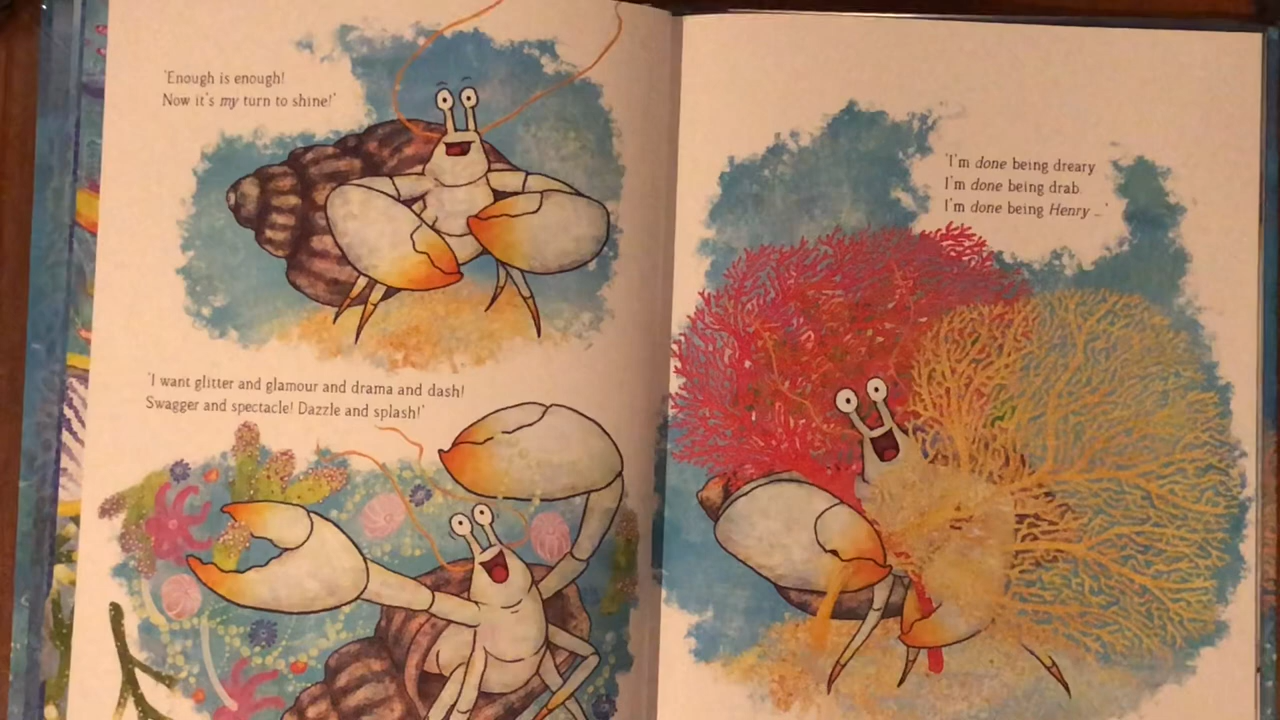 'Enough is enough!
Now it's my turn to shine!'
'I want glitter and glamour and drama and dash!
Swagger and spectacle! Dazzle and splash!'
'I'm done being dreary
I'm done being drab
I'm done being Henry ...'